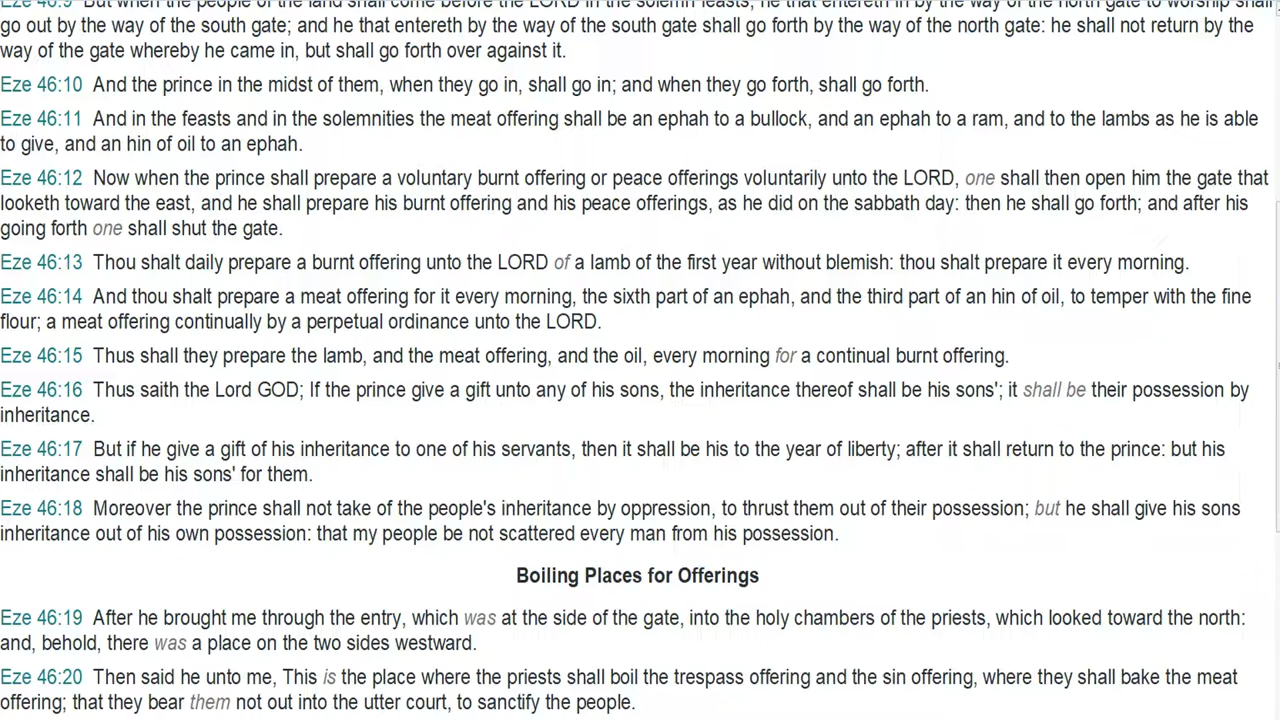 Eze 46:9 But when the people of the land shall come before the LORD in the solemn feasts, he that entereth in by the way of the north gate to worship shall
go out by the way of the south gate; and he that entereth by the way of the south gate shall go forth by the way of the north gate: he shall not return by the
way of the gate whereby he came in, but shall go forth over against it.
Eze 46:10 And the prince in the midst of them, when they go in, shall go in; and when they go forth, shall go forth.
Eze 46:11 And in the feasts and in the solemnities the meat offering shall be an ephah to a bullock, and an ephah to a ram, and to the lambs as he is able
to give, and an hin of oil to an ephah.
Eze 46:12 Now when the prince shall prepare a voluntary burnt offering or peace offerings voluntarily unto the LORD, one shall then open him the gate that
looketh toward the east, and he shall prepare his burnt offering and his peace offerings, as he did on the sabbath day: then he shall go forth; and after his
going forth one shall shut the gate.
Eze 46:13 Thou shalt daily prepare a burnt offering unto the LORD of a lamb of the first year without blemish: thou shalt prepare it every morning.
Eze 46:14 And thou shalt prepare a meat offering for it every morning, the sixth part of an ephah, and the third part of an hin of oil, to temper with the fine
flour; a meat offering continually by a perpetual ordinance unto the LORD.
Eze 46:15 Thus shall they prepare the lamb, and the meat offering, and the oil, every morning for a continual burnt offering.
Eze 46:16 Thus saith the Lord GOD; If the prince give a gift unto any of his sons, the inheritance thereof shall be his sons'; it shall be their possession by
inheritance.
Eze 46:17 But if he give a gift of his inheritance to one of his servants, then it shall be his to the year of liberty; after it shall return to the prince: but his
inheritance shall be his sons' for them.
Eze 46:18 Moreover the prince shall not take of the people's inheritance by oppression, to thrust them out of their possession; but he shall give his sons
inheritance out of his own possession: that my people be not scattered every man from his possession.
Boiling Places for Offerings
Eze 46:19 After he brought me through the entry, which was at the side of the gate, into the holy chambers of the priests, which looked toward the north:
and, behold, there was a place on the two sides westward.
Eze 46:20 Then said he unto me, This is the place where the priests shall boil the trespass offering and the sin offering, where they shall bake the meat
offering; that they bear them not out into the utter court, to sanctify the people.